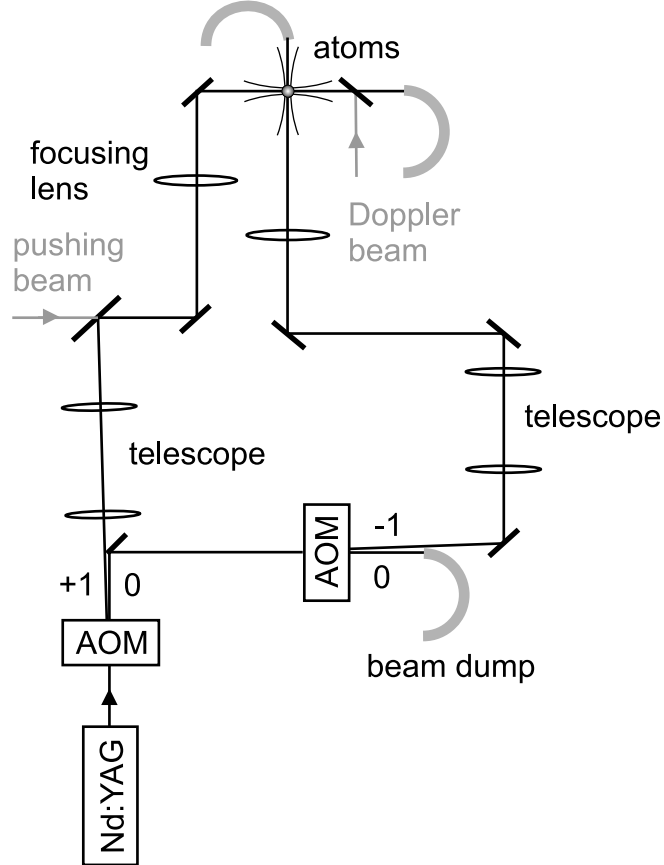 atoms
focusing
lens
Doppler
beam
pushing
beam
telescope
telescope
-1
AOM
0
+1
0
AOM
beam dump
Nd:YAG